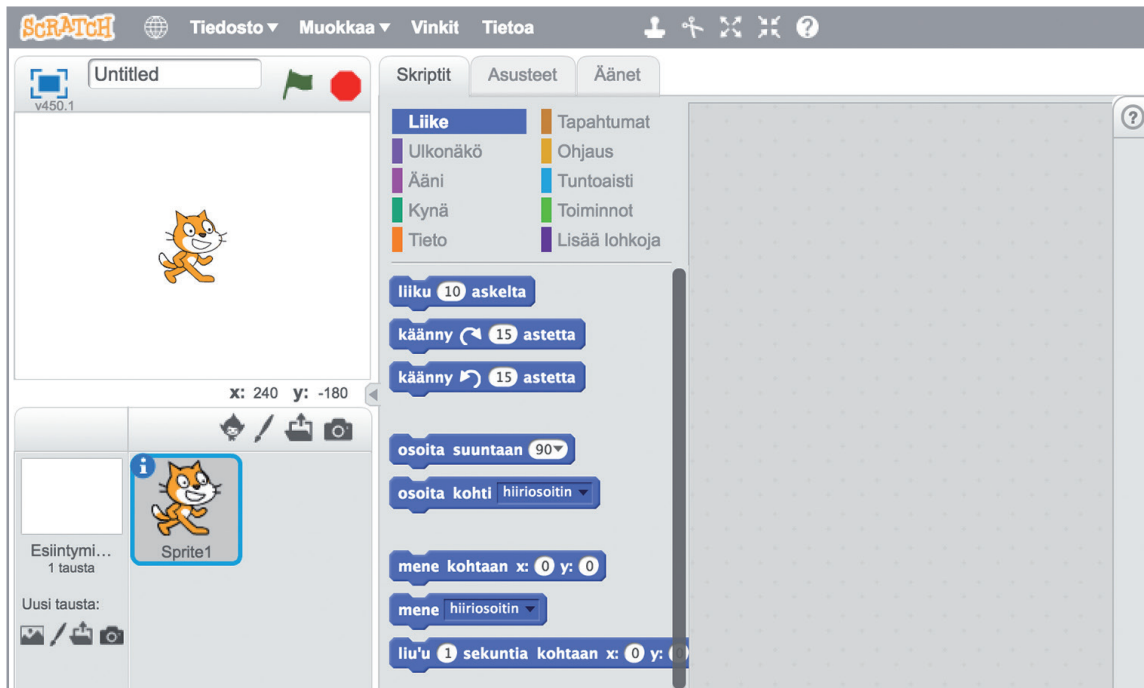 SCRATCH Tiedosto▼ Muokkaa▼ Vinkit Tietoa ?
Untitled
v450.1
x: 240 y: -180
Skriptit Asusteet Äänet
Liike Tapahtumat
Ulkonäkö Ohjaus
Ääni Tuntoaisti
Kynä Toiminnot
Tieto Lisää lohkoja
liiku 10 askelta
käänny 15 astetta
käänny 15 astetta
osoita suuntaan 90▼
osoita kohti hiiriosoitin
mene kohtaan x: 0 y: 0
mene hiiriosoitin
liu'u 1 sekuntia kohtaan x: 0 y: 0
?
Esiintymi...
1 tausta
Uusi tausta:
i
Sprite1